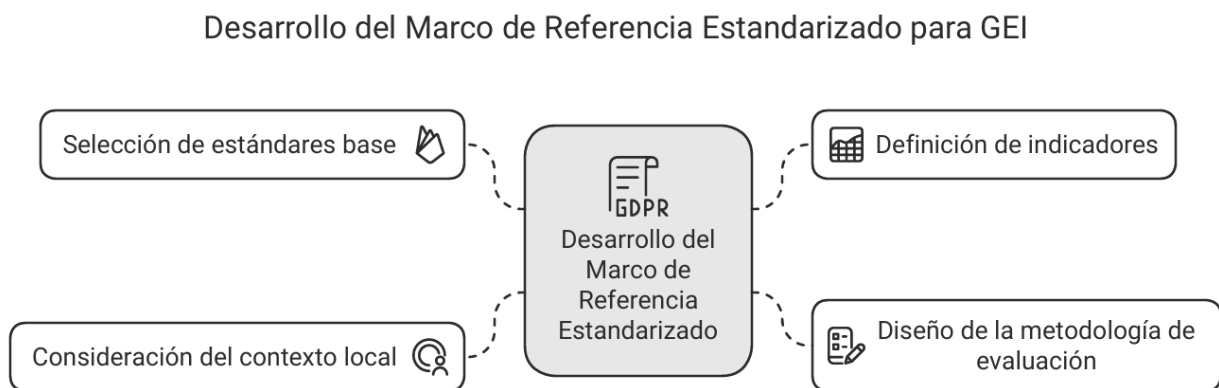 Desarrollo del Marco de Referencia Estandarizado para GEI
Selección de estándares base
Definición de indicadores
GDPR
Desarrollo del
Marco de
Referencia
Estandarizado
Consideración del contexto local
Diseño de la metodología de
evaluación